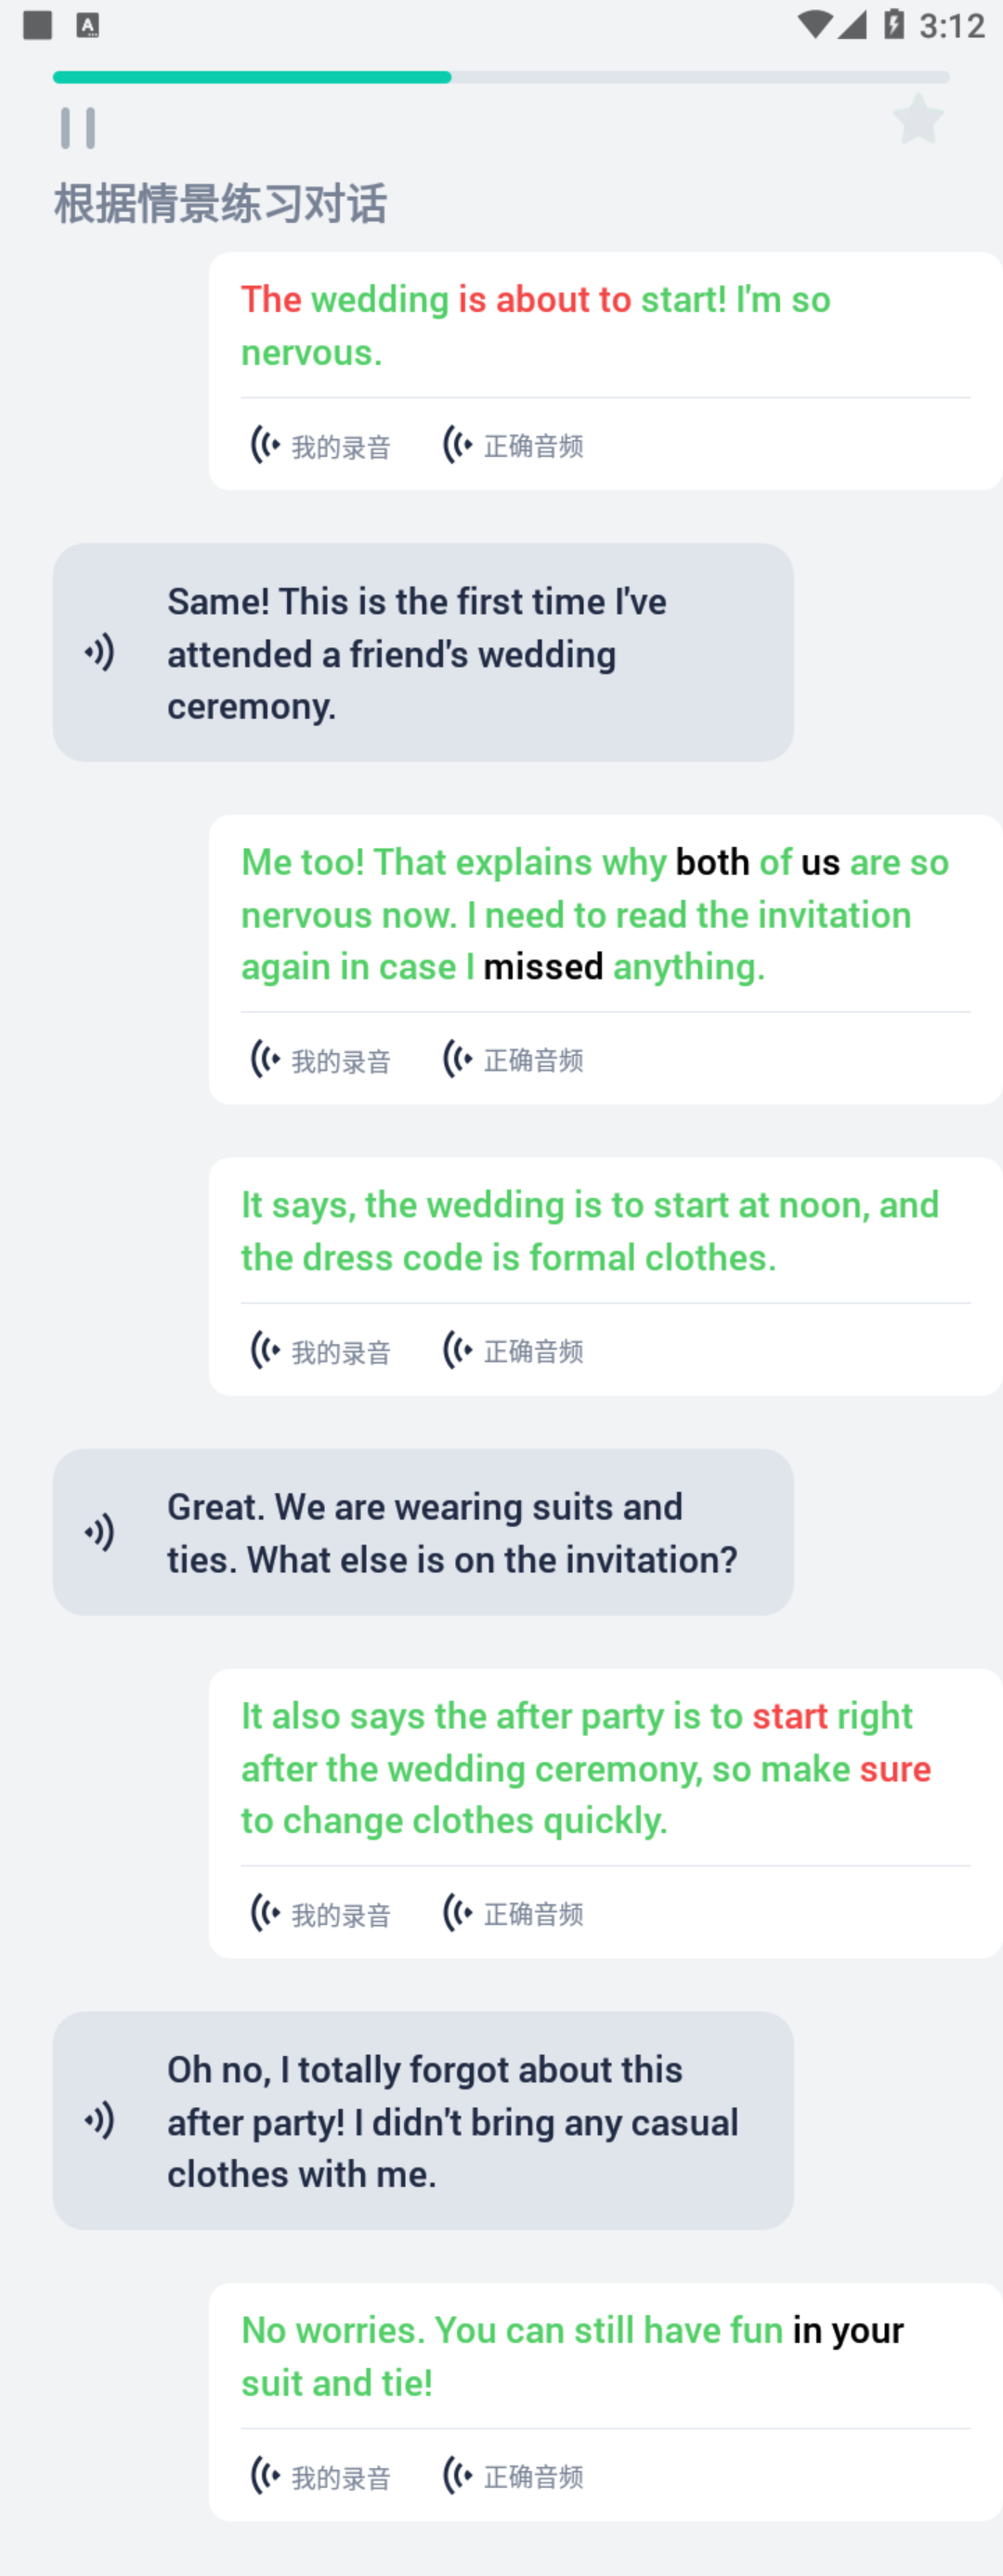 A
3:12
根据情景练习对话
The wedding is about to start! I'm so
nervous.
我的录音 正确音频
Same! This is the first time I've
attended a friend's wedding
ceremony.
Me too! That explains why both of us are so
nervous now. I need to read the invitation
again in case I missed anything.
我的录音 正确音频
It says, the wedding is to start at noon, and
the dress code is formal clothes.
我的录音 正确音频
Great. We are wearing suits and
ties. What else is on the invitation?
It also says the after party is to start right
after the wedding ceremony, so make sure
to change clothes quickly.
我的录音 正确音频
Oh no, I totally forgot about this
after party! I didn't bring any casual
clothes with me.
No worries. You can still have fun in your
suit and tie!
我的录音 正确音频